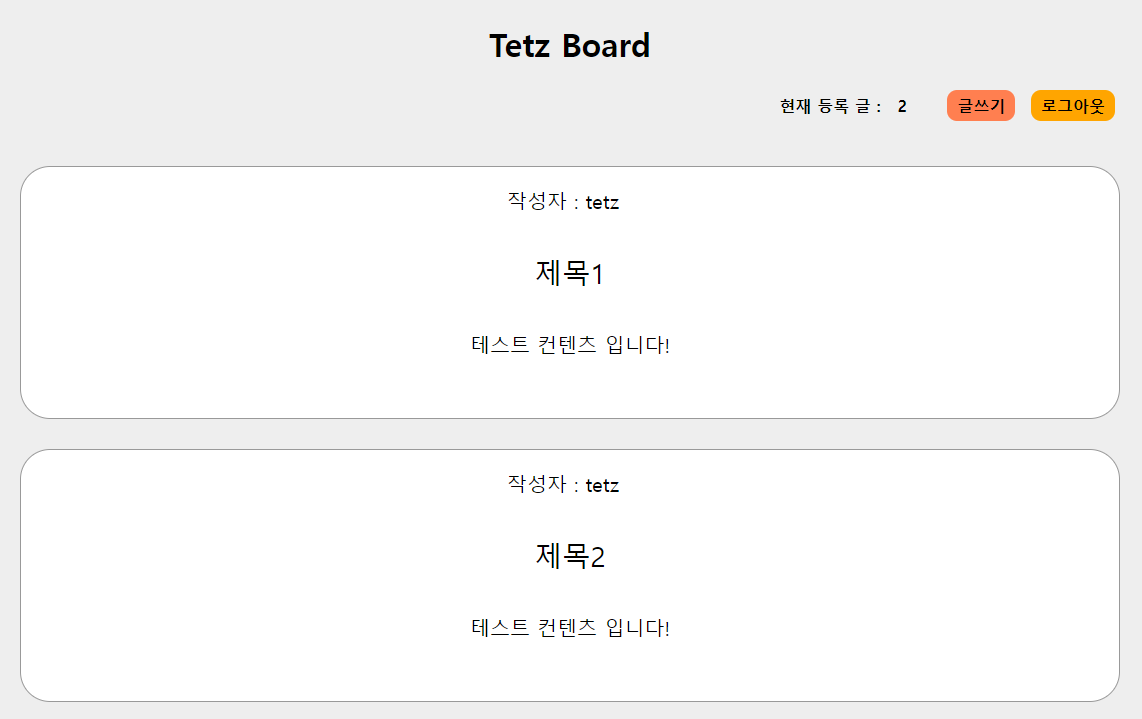 Tetz Board
현재 등록 글 : 2 글쓰기 로그아웃
작성자 : tetz
제목1
테스트 컨텐츠 입니다!
작성자 : tetz
제목2
테스트 컨텐츠 입니다!